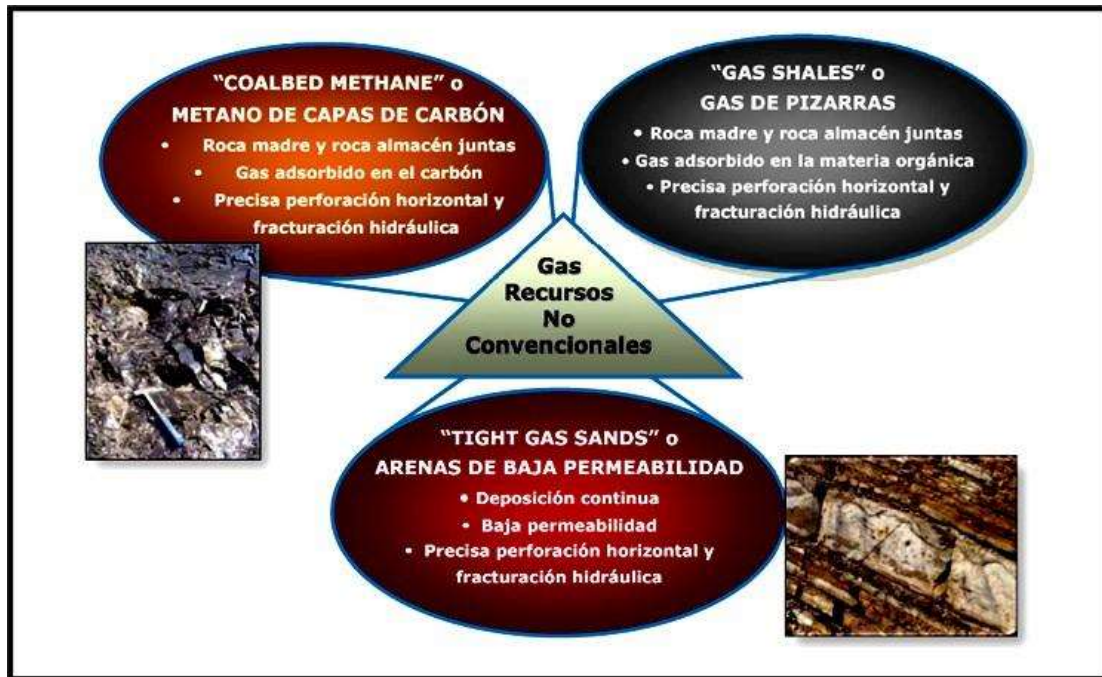 “COALBED METHANE” o
METANO DE CAPAS DE CARBÓN
• Roca madre y roca almacén juntas
• Gas adsorbido en el carbón
• Precisa perforación horizontal y
fracturación hidráulica
“GAS SHALES” o
GAS DE PIZARRAS
• Roca madre y roca almacén juntas
• Gas adsorbido en la materia orgánica
• Precisa perforación horizontal y
fracturación hidráulica
Gas
Recursos
No
Convencionales
“TIGHT GAS SANDS” o
ARENAS DE BAJA PERMEABILIDAD
• Deposición continua
• Baja permeabilidad
• Precisa perforación horizontal y
fracturación hidráulica